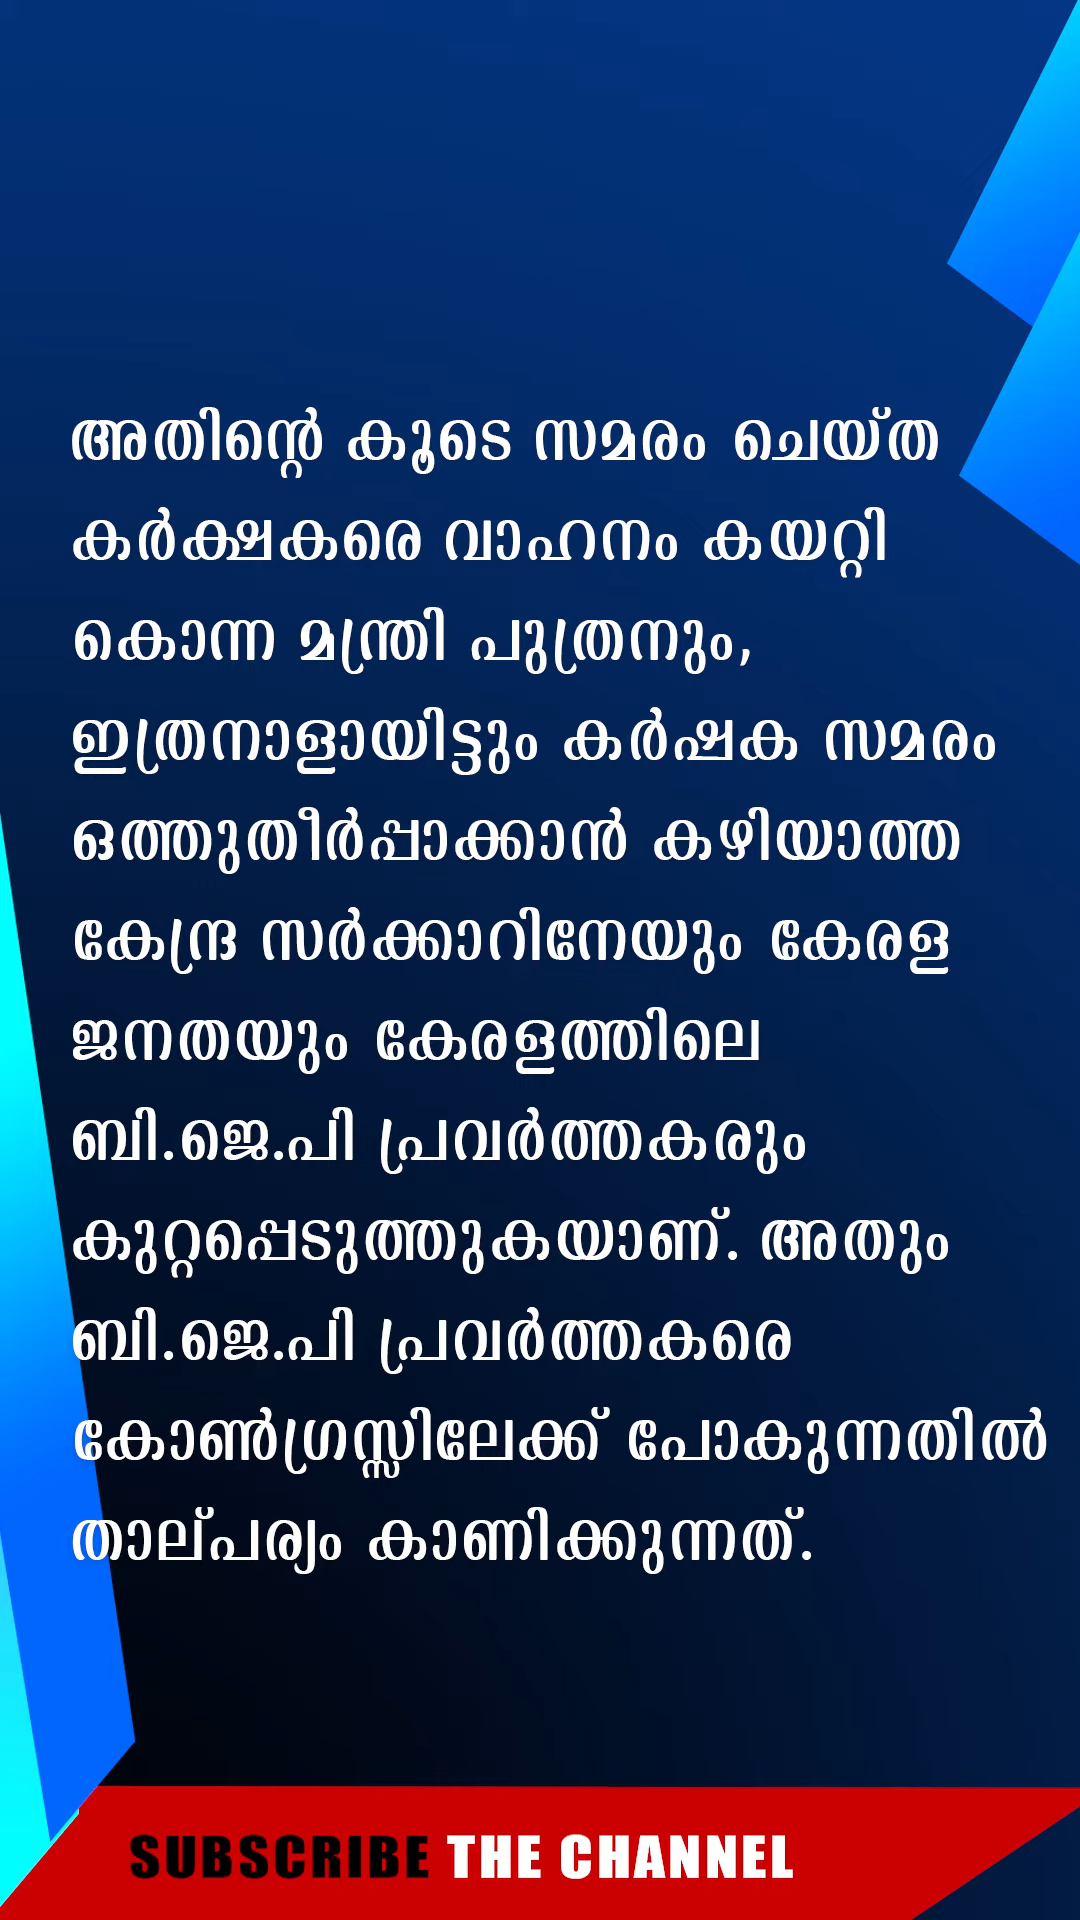 അതിന്റെ കൂടെ സമരം ചെയ്ത
കർക്ഷകരെ വാഹനം കയറ്റി
കൊന്ന മന്ത്രി പുത്രനും,
ഇത്രനാളായിട്ടും കർഷക സമരം
ഒത്തുതീർപ്പാക്കാൻ കഴിയാത്ത
കേന്ദ്ര സർക്കാറിനേയും കേരള
ജനതയും കേരളത്തിലെ
ബി.ജെ.പി പ്രവർത്തകരും
കുറ്റപ്പെടുത്തുകയാണ്. അതും
ബി.ജെ.പി പ്രവർത്തകരെ
കോൺഗ്രസ്സിലേക്ക് പോകുന്നതിൽ
താല്പര്യം കാണിക്കുന്നത്.
SUBSCRIBE THE CHANNEL